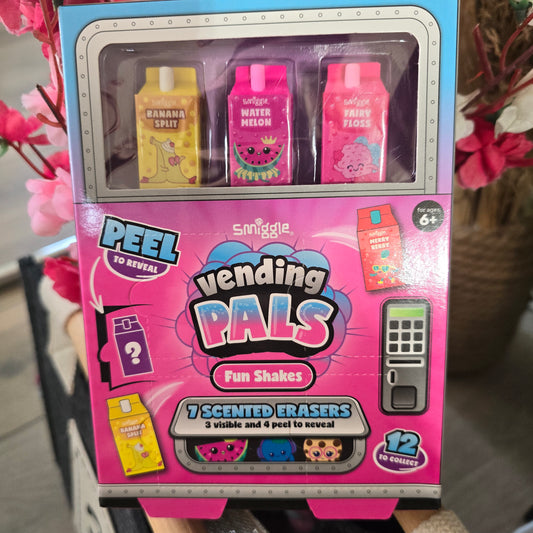 smiggle
BANANA
SPLIT
smiggle
WATER
MELON
smiggle
FAIRY
FLOSS
for ages
6+
PEEL
TO REVEAL
smiggle
MERRY
BERRY
vending
PALS
?
Fun Shakes
BANANA
SPLIT
7 SCENTED ERASERS
3 visible and 4 peel to reveal
12
TO COLLECT